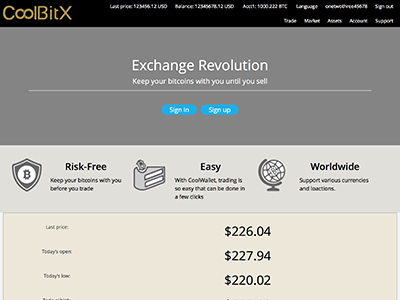 CoolBitX
Last price: 123456.12 USD Balance: 12345678.12 USD Acct1: 1000.222 BTC Language onetwothree45678 Sign out
Trade Market Assets Account Support
Exchange Revolution
Keep your bitcoins with you until you sell
Sign in Sign up
Risk-Free
Keep your bitcoins with you
before you trade
Easy
With CoolWallet, trading is
so easy that can be done in
a few clicks
Worldwide
Support various currencies
and loactions.
Last price:
$226.04
Today's open:
$227.94
Today's low:
$220.02